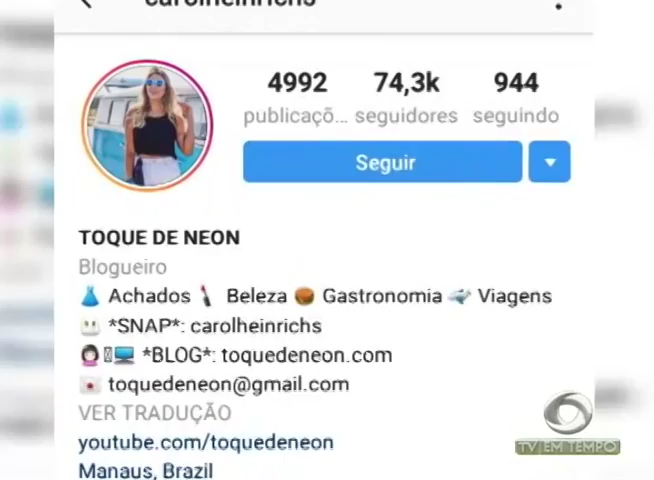 carolheinrichs
4992 74,3k 944
publicaçõ... seguidores seguindo
Seguir
TOQUE DE NEON
Blogueiro
Achados Beleza Gastronomia Viagens
*SNAP*: carolheinrichs
*BLOG*: toquedeneon.com
toquedeneon@gmail.com
VER TRADUÇÃO
youtube.com/toquedeneon
Manaus, Brazil
TV EM TEMPO